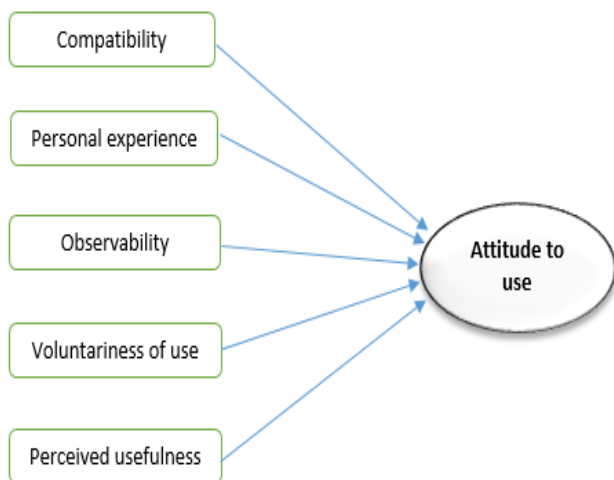 Compatibility
Personal experience
Observability
Attitude to
use
Voluntariness of use
Perceived usefulness